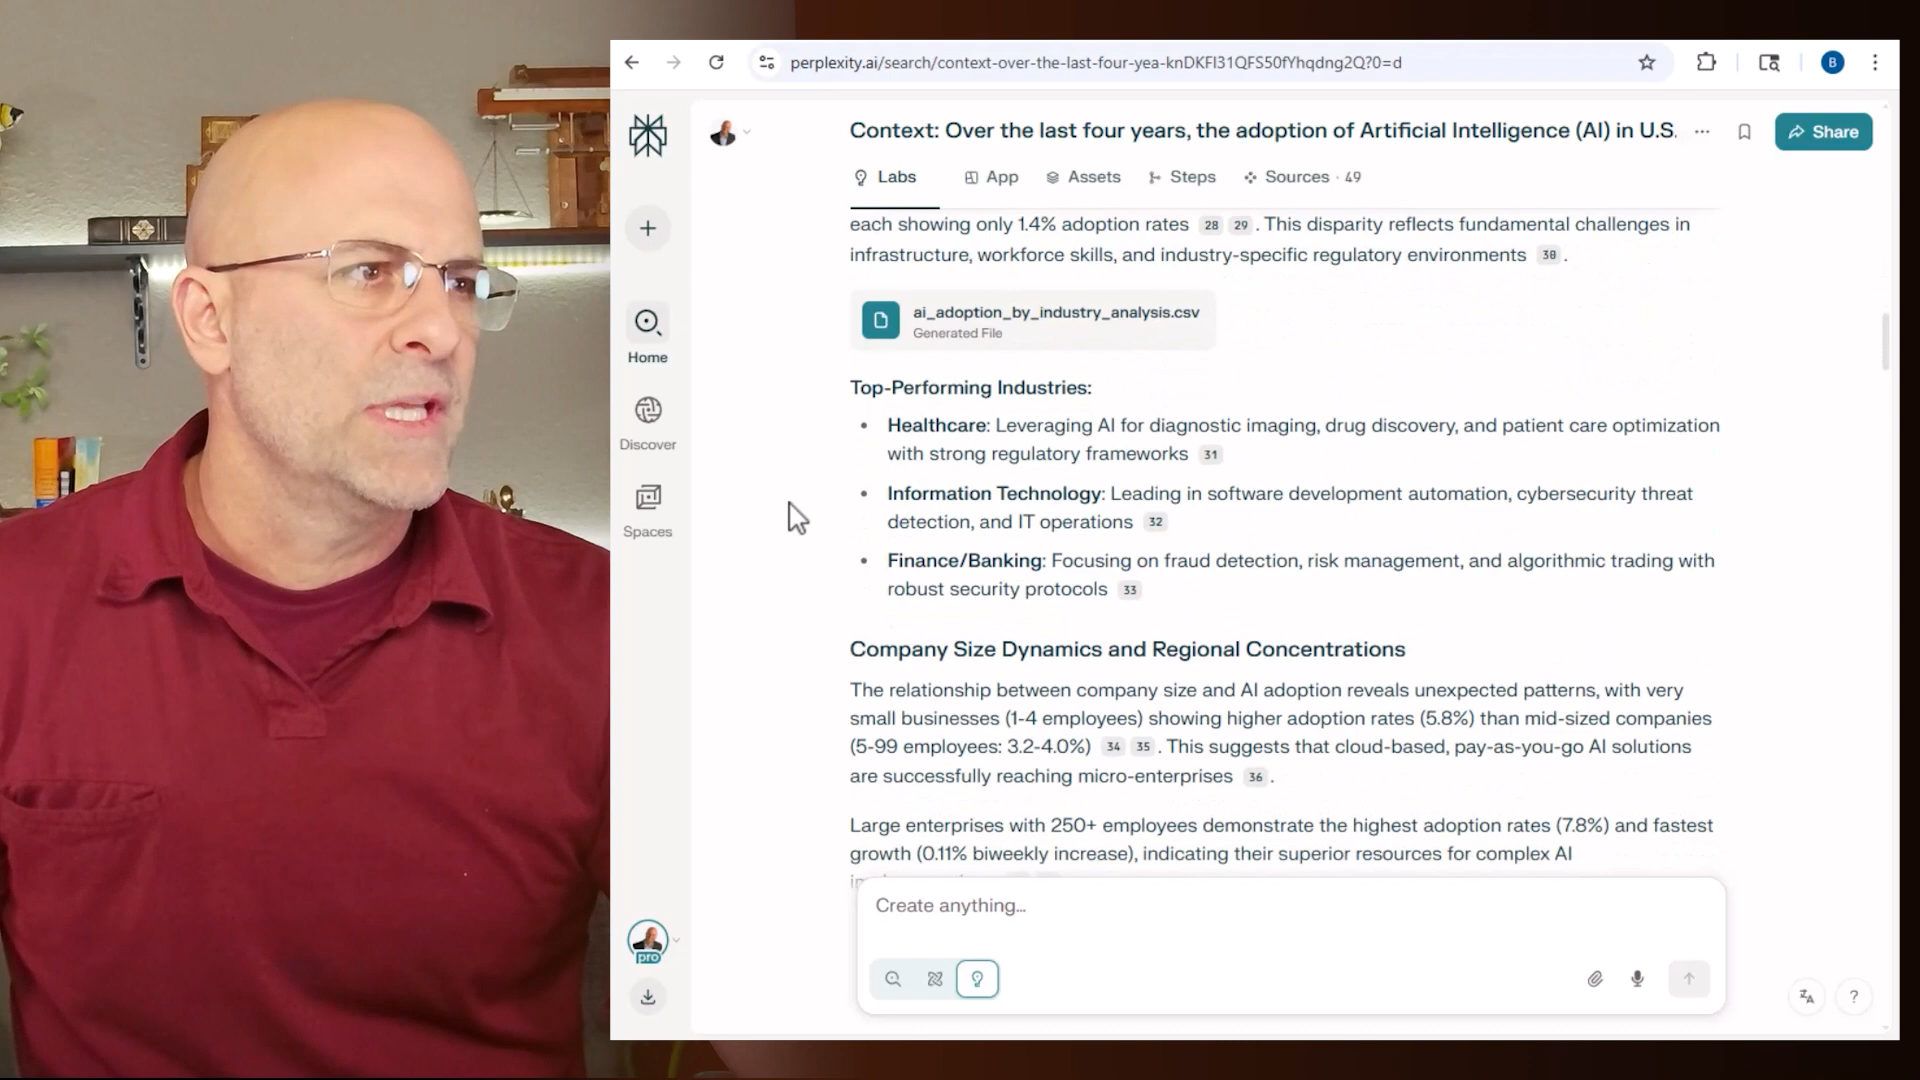 perplexity.ai/search/context-over-the-last-four-yea-knDKFI31QFS50fYhqdng2Q?0=d
B
Context: Over the last four years, the adoption of Artificial Intelligence (AI) in U.S.
Share
Labs
App
Assets
Steps
Sources · 49
each showing only 1.4% adoption rates 28 29 . This disparity reflects fundamental challenges in
infrastructure, workforce skills, and industry-specific regulatory environments 30 .
ai_adoption_by_industry_analysis.csv
Generated File
Top-Performing Industries:
• Healthcare: Leveraging AI for diagnostic imaging, drug discovery, and patient care optimization
with strong regulatory frameworks 31
• Information Technology: Leading in software development automation, cybersecurity threat
detection, and IT operations 32
• Finance/Banking: Focusing on fraud detection, risk management, and algorithmic trading with
robust security protocols 33
Company Size Dynamics and Regional Concentrations
The relationship between company size and AI adoption reveals unexpected patterns, with very
small businesses (1-4 employees) showing higher adoption rates (5.8%) than mid-sized companies
(5-99 employees: 3.2-4.0%) 34 35 . This suggests that cloud-based, pay-as-you-go AI solutions
are successfully reaching micro-enterprises 36 .
Large enterprises with 250+ employees demonstrate the highest adoption rates (7.8%) and fastest
growth (0.11% biweekly increase), indicating their superior resources for complex AI
Create anything...
Home
Discover
Spaces
pro
?